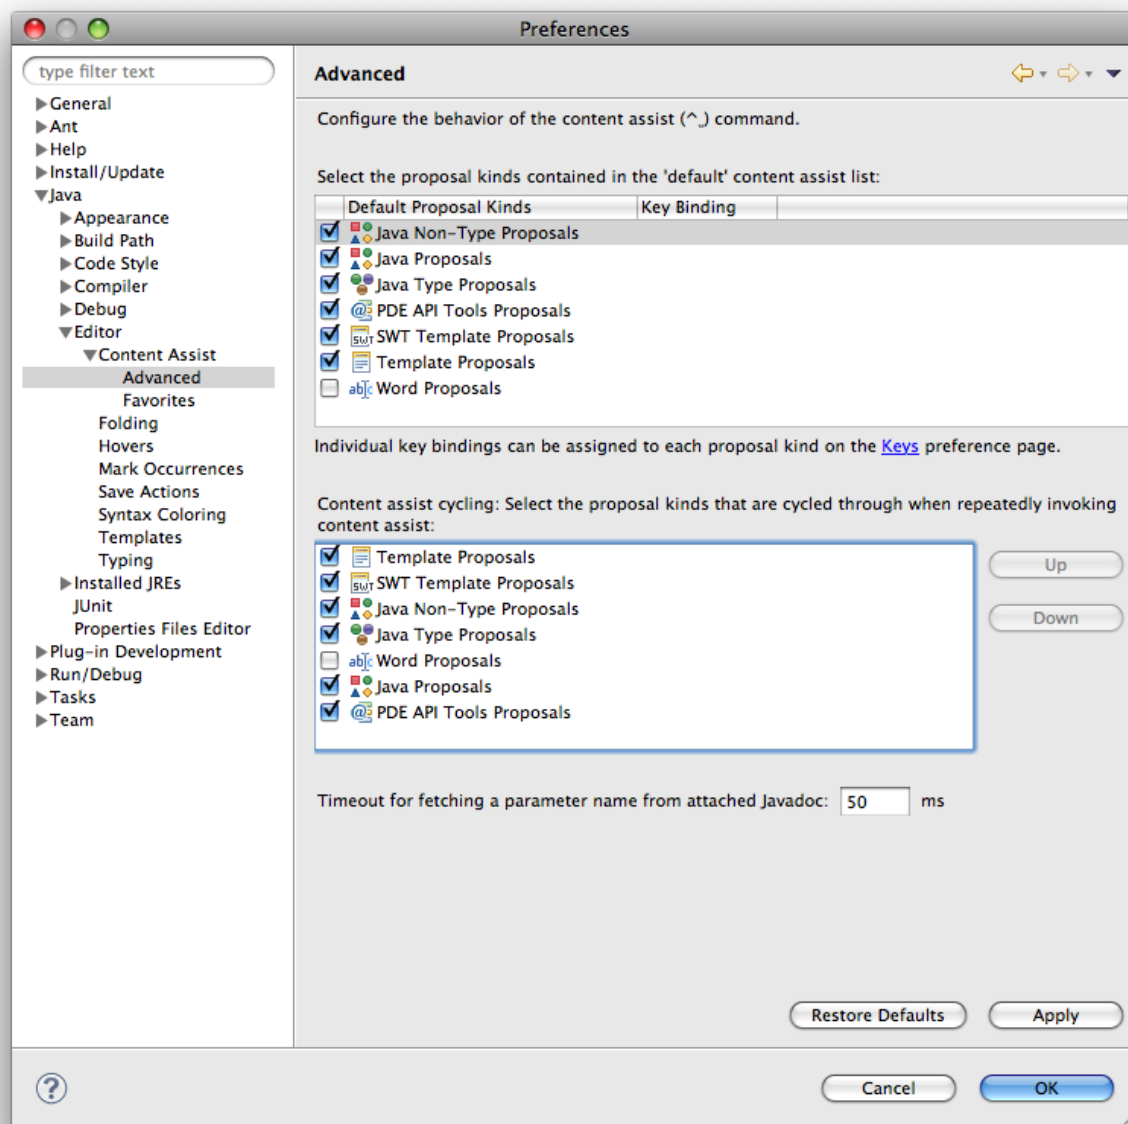 Preferences
type filter text
General
Ant
Help
Install/Update
Java
Appearance
Build Path
Code Style
Compiler
Debug
Editor
Content Assist
Advanced
Favorites
Folding
Hovers
Mark Occurrences
Save Actions
Syntax Coloring
Templates
Typing
Installed JREs
JUnit
Properties Files Editor
Plug-in Development
Run/Debug
Tasks
Team
Advanced
Configure the behavior of the content assist (^␣) command.
Select the proposal kinds contained in the 'default' content assist list:
Default Proposal Kinds Key Binding
Java Non-Type Proposals
Java Proposals
Java Type Proposals
@ PDE API Tools Proposals
SWT SWT Template Proposals
Template Proposals
abc Word Proposals
Individual key bindings can be assigned to each proposal kind on the Keys preference page.
Content assist cycling: Select the proposal kinds that are cycled through when repeatedly invoking
content assist:
Template Proposals
SWT SWT Template Proposals
Java Non-Type Proposals
Java Type Proposals
abc Word Proposals
Java Proposals
@ PDE API Tools Proposals
Up
Down
Timeout for fetching a parameter name from attached Javadoc: 50 ms
Restore Defaults Apply
? Cancel OK